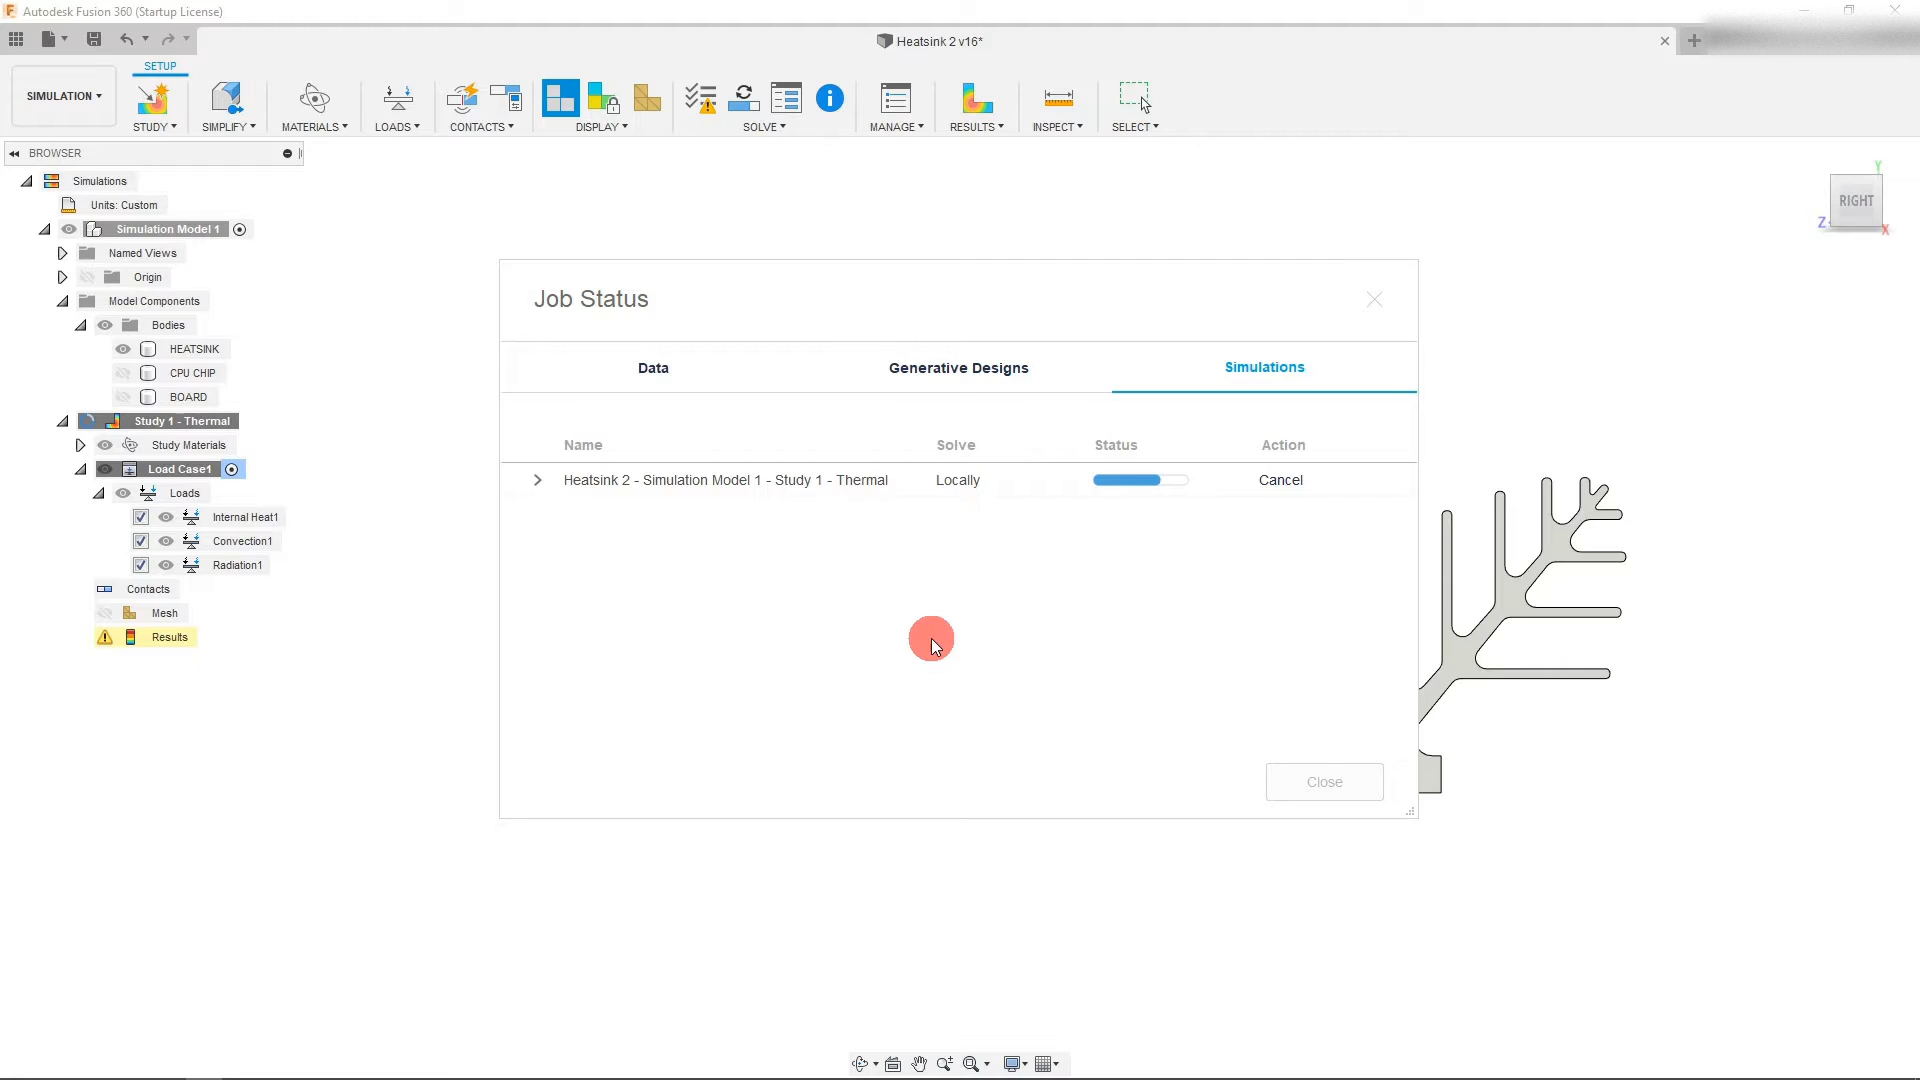 Autodesk Fusion 360 (Startup License)
Heatsink 2 v16*
SETUP
SIMULATION
STUDY
SIMPLIFY
MATERIALS
LOADS
CONTACTS
DISPLAY
SOLVE
MANAGE
RESULTS
INSPECT
SELECT
BROWSER
Simulations
Units: Custom
Simulation Model 1
Named Views
Origin
Model Components
Bodies
HEATSINK
CPU CHIP
BOARD
Study 1 - Thermal
Study Materials
Load Case1
Loads
Internal Heat1
Convection1
Radiation1
Contacts
Mesh
Results
Y
RIGHT
Z
X
Job Status
Data Generative Designs Simulations
Name Solve Status Action
Heatsink 2 - Simulation Model 1 - Study 1 - Thermal Locally Cancel
Close